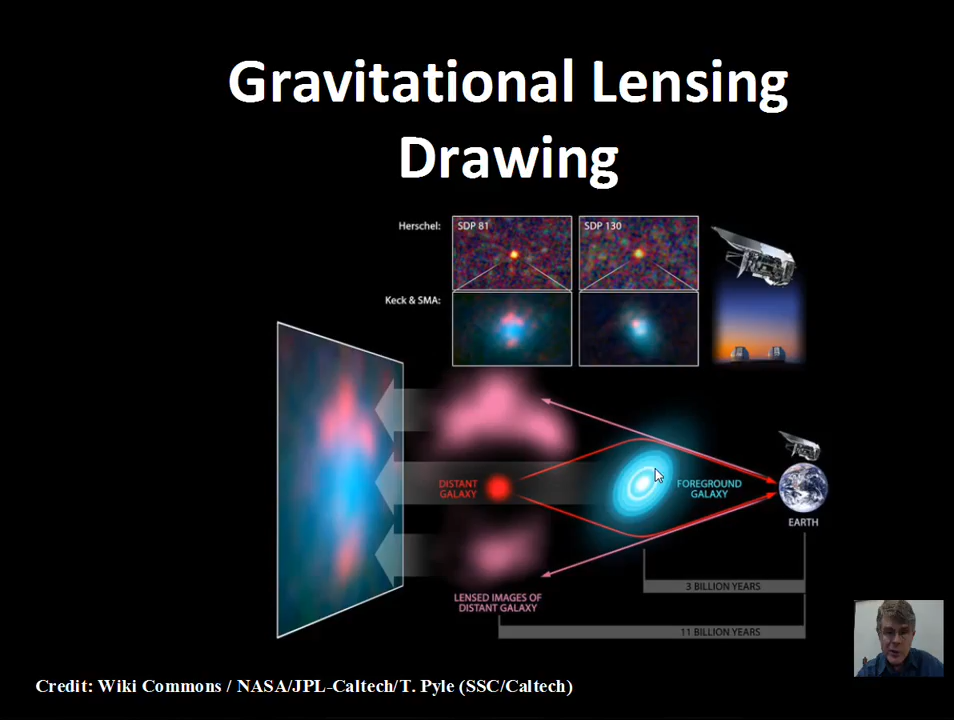 Gravitational Lensing
Drawing
Herschel:
SDP 81
SDP 130
Keck & SMA:
DISTANT
GALAXY
FOREGROUND
GALAXY
EARTH
3 BILLION YEARS
LENSED IMAGES OF
DISTANT GALAXY
11 BILLION YEARS
Credit: Wiki Commons / NASA/JPL-Caltech/T. Pyle (SSC/Caltech)